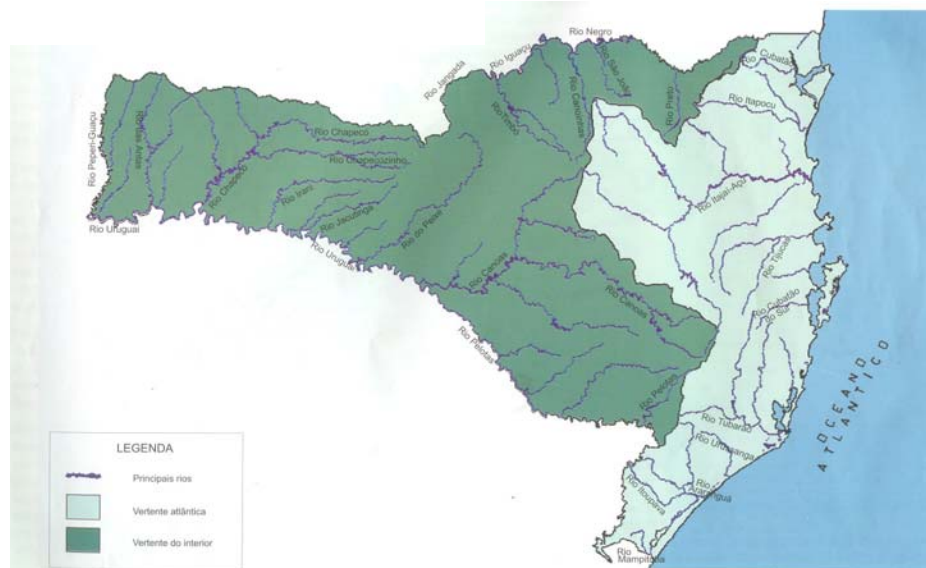 Rio Negro
Rio Cubatão
Rio Iguaçu
Rio São João
Rio Jangada
Rio Timbó
Rio Canoinhas
Rio Preto
Rio Itapocu
Rio Peperi-Guaçu
Rio das Antas
Rio Chapecó
Rio Chapecozinho
Rio Chapecó
Rio Irani
Rio Jacutinga
Rio do Peixe
Rio Itajaí-Açu
Rio Uruguai
Rio Uruguai
Rio Canoas
Rio Canoas
Rio Tijucas
Rio Cubatão
do Sul
Rio Pelotas
Rio Pelotas
OCEANO
ATLÂNTICO
Rio Tubarão
Rio Urussanga
Rio
Araranguá
Rio Itoupava
Rio
Mampituba
LEGENDA
Principais rios
Vertente atlântica
Vertente do interior